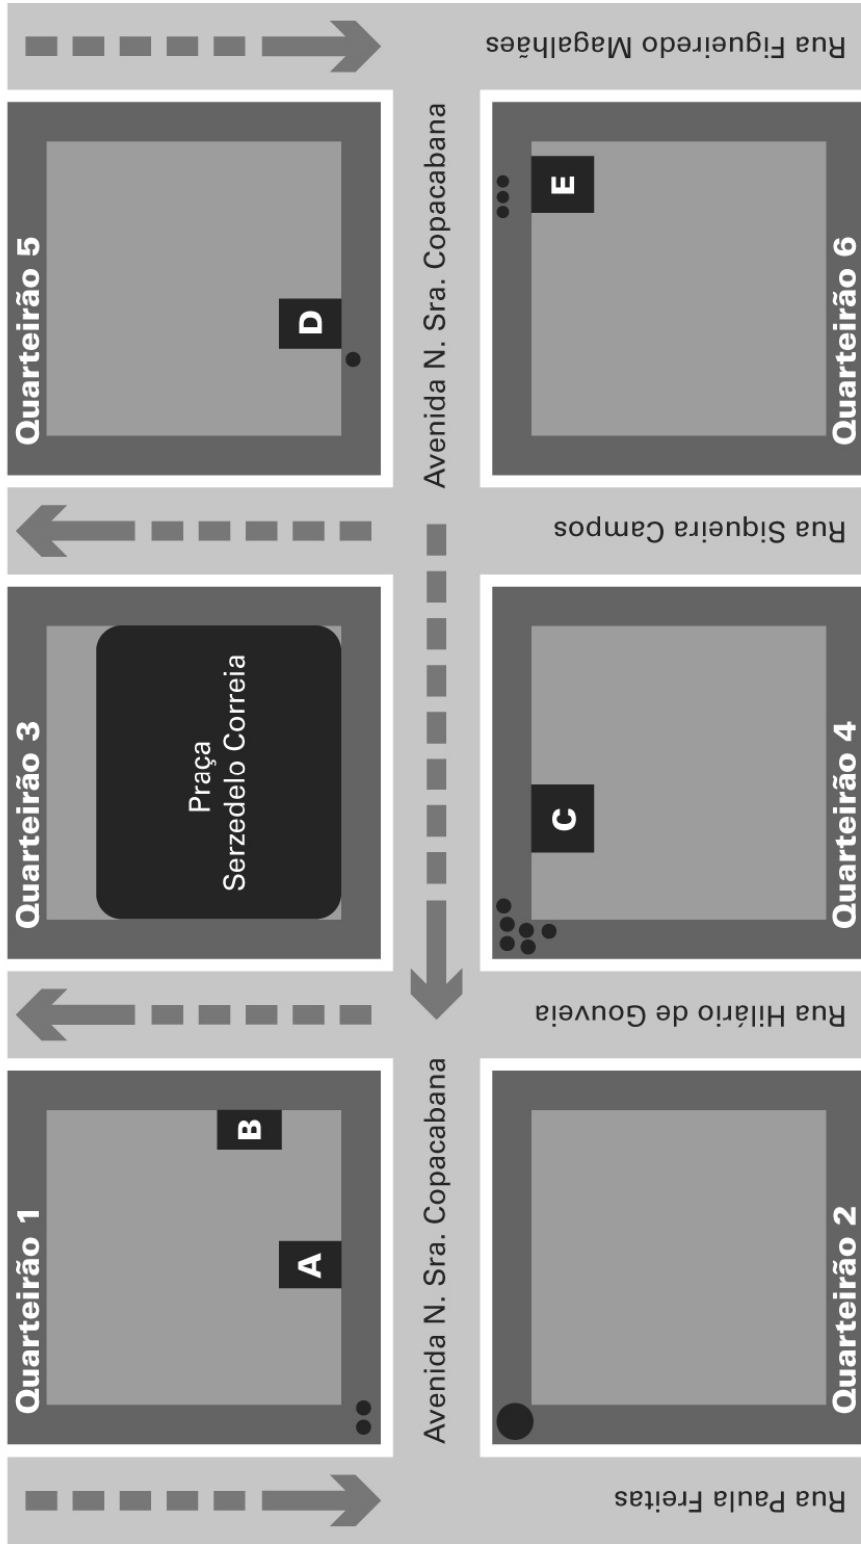 Quarteirão 1
Quarteirão 3
Quarteirão 5
A
B
Praça
Serzedelo Correia
D
Avenida N. Sra. Copacabana
Avenida N. Sra. Copacabana
C
E
Quarteirão 2
Quarteirão 4
Quarteirão 6
Rua Paula Freitas
Rua Hilário de Gouveia
Rua Siqueira Campos
Rua Figueiredo Magalhães